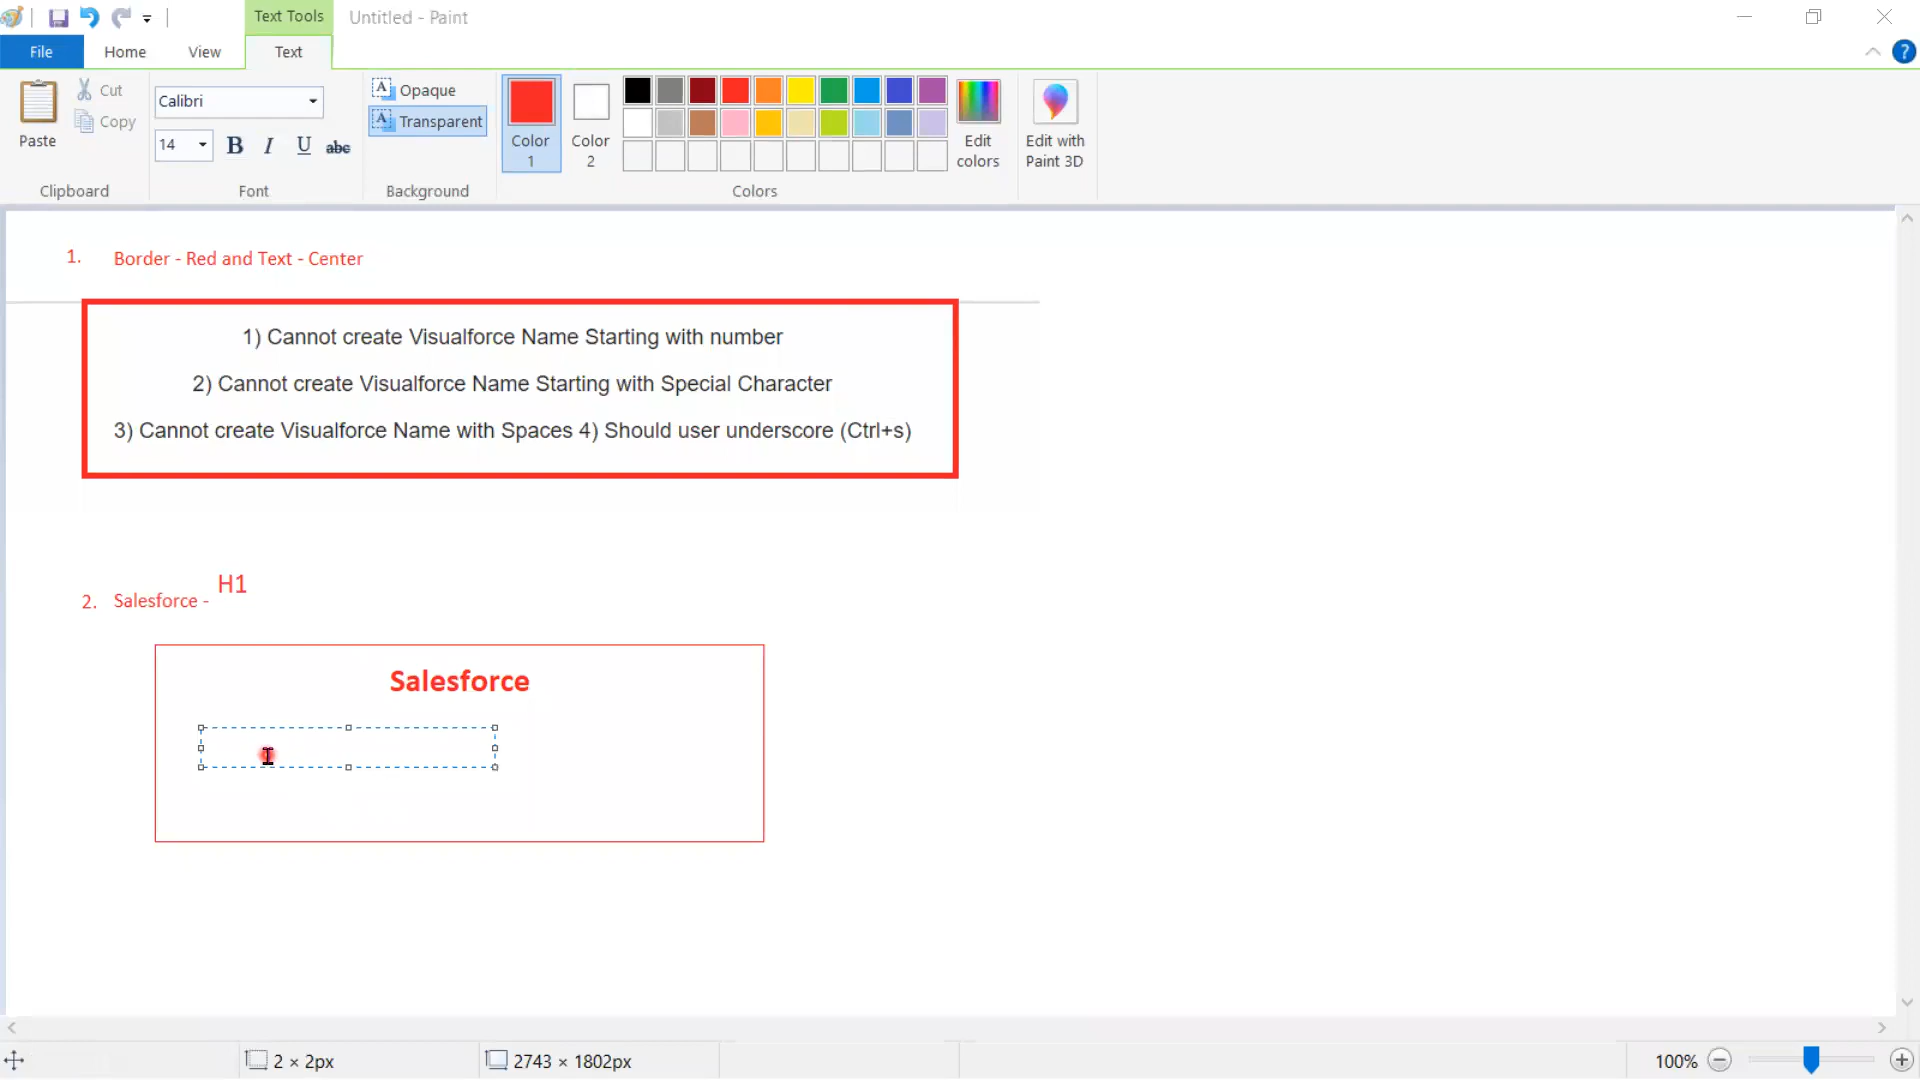 Text Tools
Untitled - Paint
File
Home
View
Text
Paste
Cut
Copy
Clipboard
Calibri
14
B I U abc
Font
Opaque
Transparent
Background
Color 1
Color 2
Edit colors
Colors
Edit with Paint 3D
1. Border - Red and Text - Center
1) Cannot create Visualforce Name Starting with number
2) Cannot create Visualforce Name Starting with Special Character
3) Cannot create Visualforce Name with Spaces 4) Should user underscore (Ctrl+s)
2. Salesforce - H1
Salesforce
2 × 2px
2743 × 1802px
100%